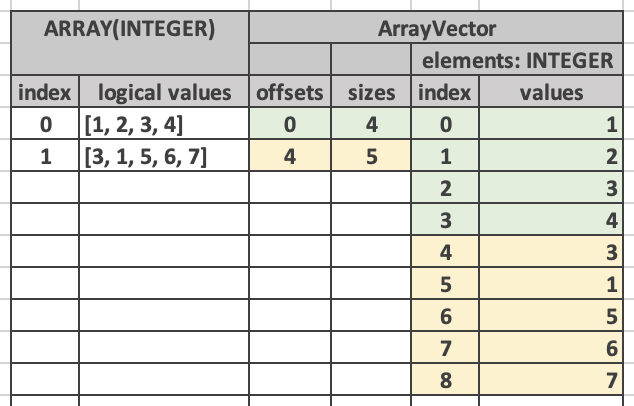 ARRAY(INTEGER) ArrayVector
elements: INTEGER
index logical values offsets sizes index values
0 [1, 2, 3, 4] 0 4 0 1
1 [3, 1, 5, 6, 7] 4 5 1 2
2 3
3 4
4 3
5 1
6 5
7 6
8 7